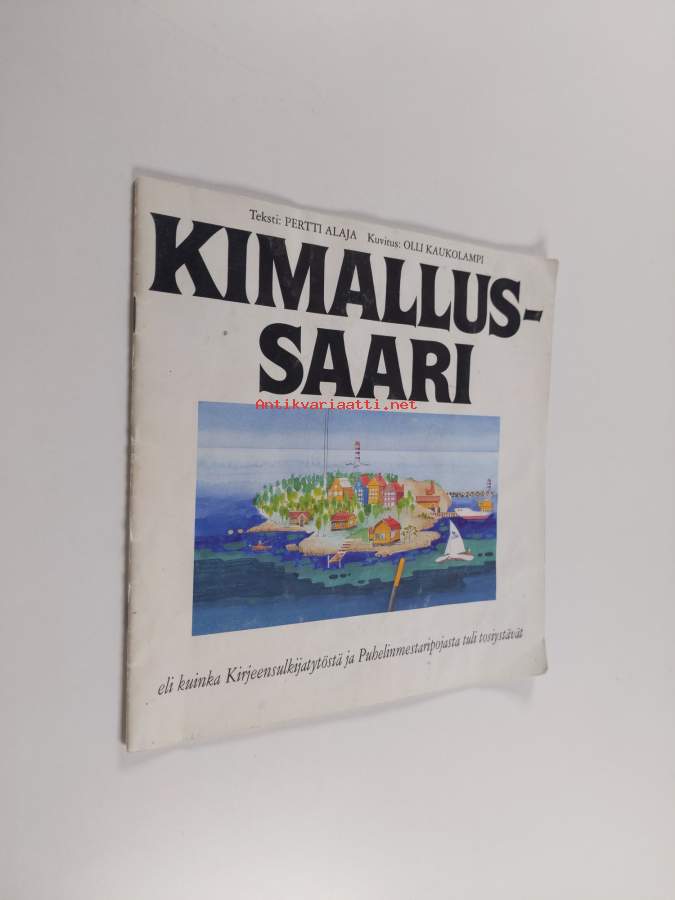 Teksti: PERTTI ALAJA Kuvitus: OLLI KAUKOLAMPI
KIMALLUS-
SAARI
Antikvariaatti.net
eli kuinka Kirjeensulkijatytöstä ja Puhelinmestaripojasta tuli tosiystävät